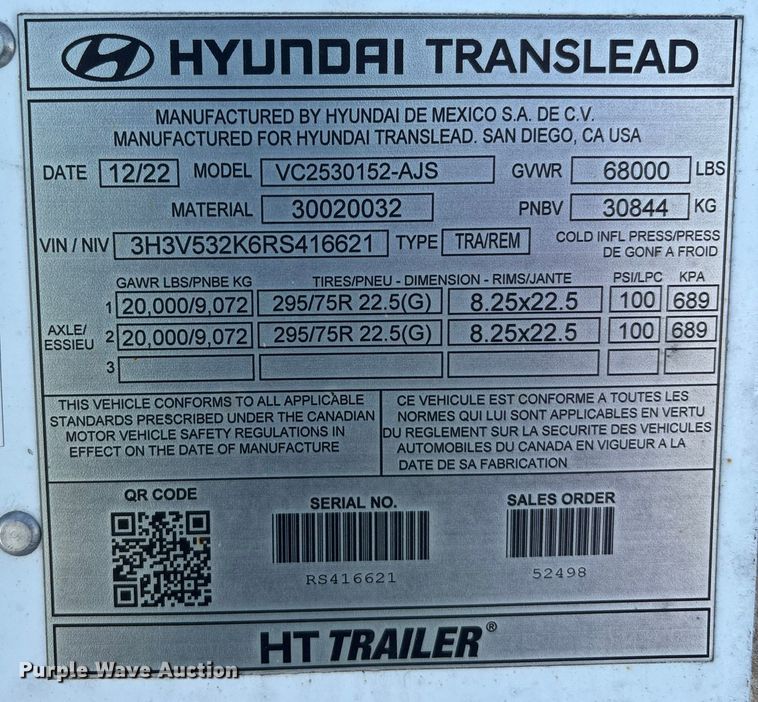 HYUNDAI TRANSLEAD
MANUFACTURED BY HYUNDAI DE MEXICO S.A. DE C.V.
MANUFACTURED FOR HYUNDAI TRANSLEAD. SAN DIEGO, CA USA
DATE 12/22 MODEL VC2530152-AJS GVWR 68000 LBS
MATERIAL 30020032 PNBV 30844 KG
VIN / NIV 3H3V532K6RS416621 TYPE TRA/REM COLD INFL PRESS/PRESS
DE GONF A FROID
GAWR LBS/PNBE KG TIRES/PNEU - DIMENSION - RIMS/JANTE PSI/LPC KPA
1 20,000/9,072 295/75R 22.5(G) 8.25x22.5 100 689
AXLE/
ESSIEU
2 20,000/9,072 295/75R 22.5(G) 8.25x22.5 100 689
3
THIS VEHICLE CONFORMS TO ALL APPLICABLE
STANDARDS PRESCRIBED UNDER THE CANADIAN
MOTOR VEHICLE SAFETY REGULATIONS IN
EFFECT ON THE DATE OF MANUFACTURE
CE VEHICULE EST CONFORME A TOUTES LES
NORMES QUI LUI SONT APPLICABLES EN VERTU
DU REGLEMENT SUR LA SECURITE DES VEHICULES
AUTOMOBILES DU CANADA EN VIGUEUR A LA
DATE DE SA FABRICATION
QR CODE
SERIAL NO.
RS416621
SALES ORDER
52498
HT TRAILER®
Purple Wave Auction